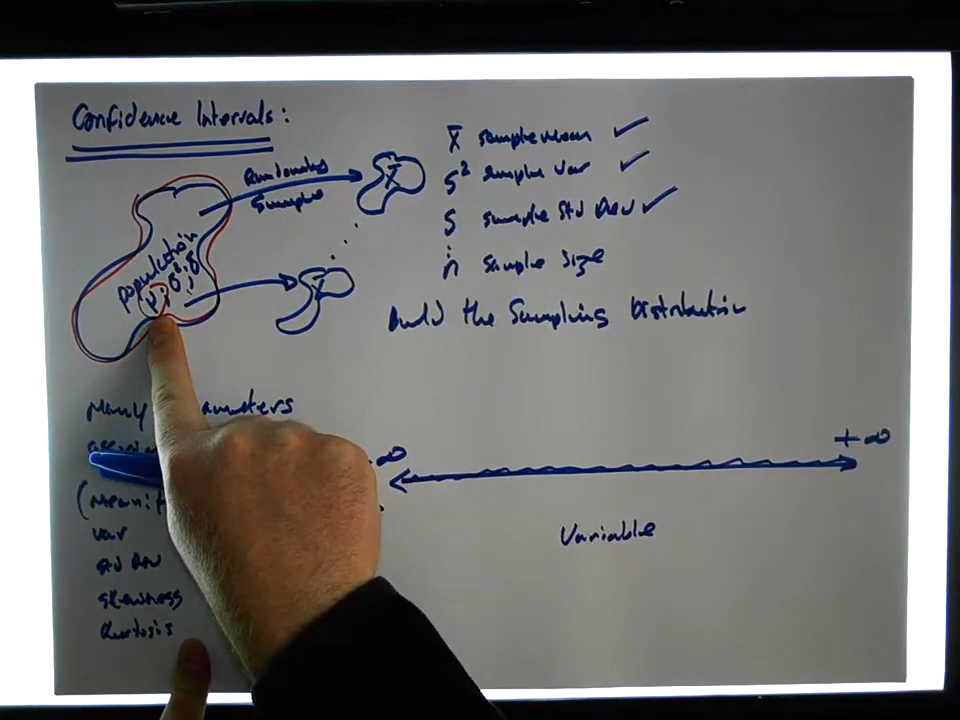 Confidence Intervals:
Randomly
Sample
x̄
x̄ sample mean ✓
s² sample var ✓
s sample Std Dev ✓
n sample size
population
μ; σ²; σ
x̄
Build the Sampling Distribution
Many
(Mean;
var
Std Dev
skewness
Kurtosis
∞
+∞
Variable